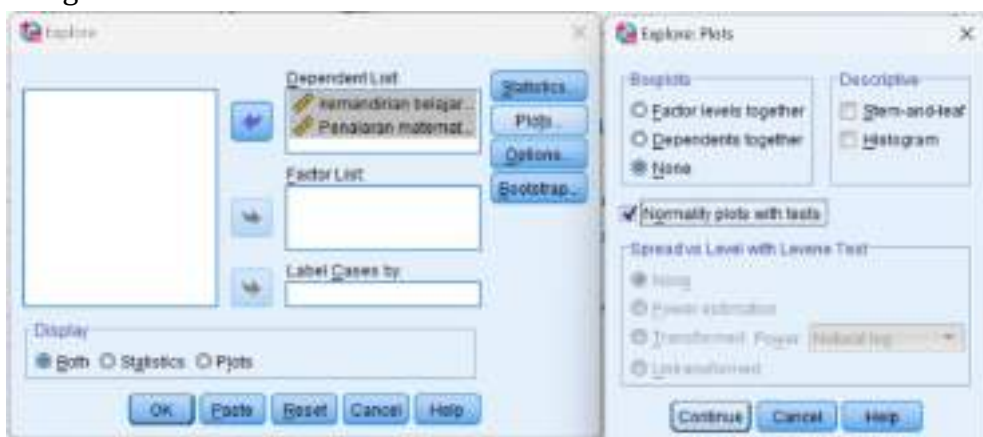 Explore
Dependent List
kemandirian belajar...
Penalaran matemat...
Factor List
Label Cases by
Statistics...
Plots...
Options...
Bootstrap...
Display
Both Statistics Plots
OK Paste Reset Cancel Help
Explore: Plots
Boxplots
Factor levels together
Dependents together
None
Descriptive
Stem-and-leaf
Histogram
Normality plots with tests
Spread vs Level with Levene Test
None
Power estimation
Transformed Power Natural log
Untransformed
Continue Cancel Help